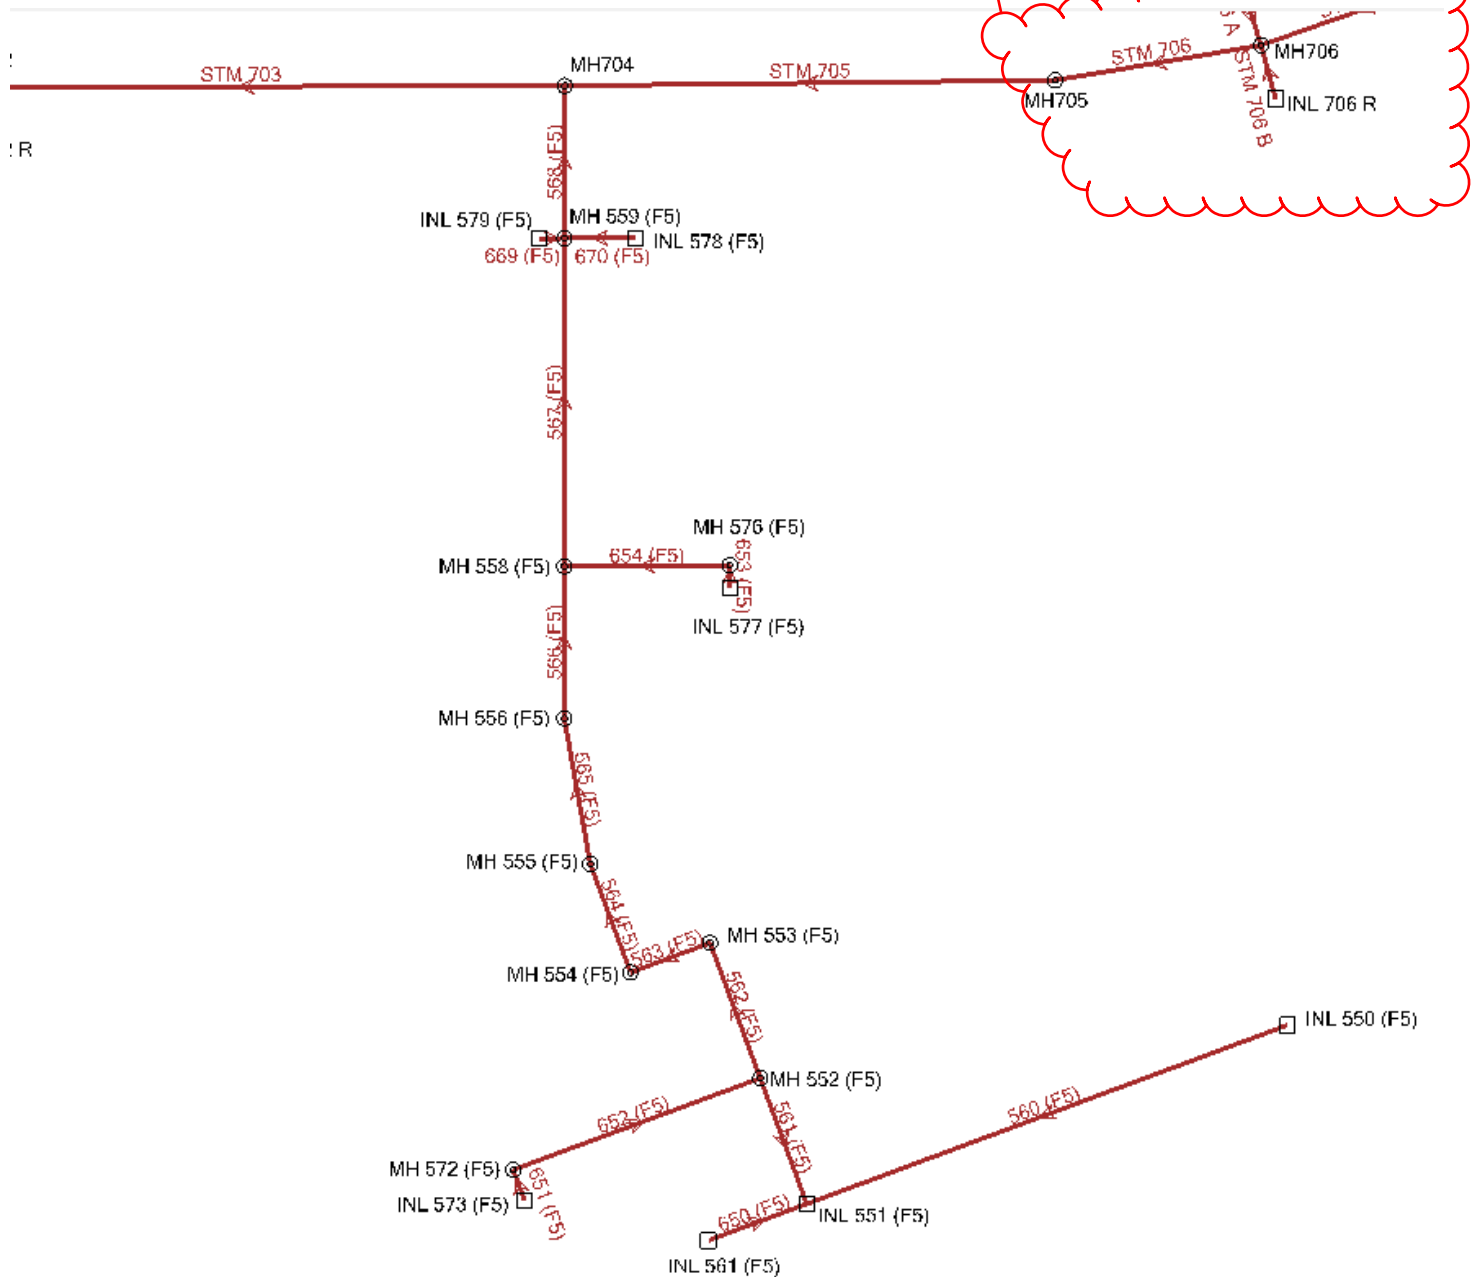 STM 703
MH704
STM 705
STM 706
MH706
MH705
INL 706 R
STM 706 B
R
568 (F5)
INL 579 (F5)
MH 559 (F5)
INL 578 (F5)
669 (F5)
670 (F5)
567 (F5)
MH 576 (F5)
654 (F5)
653 (F5)
MH 558 (F5)
INL 577 (F5)
566 (F5)
MH 556 (F5)
565 (F5)
MH 555 (F5)
564 (F5)
563 (F5)
MH 553 (F5)
MH 554 (F5)
562 (F5)
INL 550 (F5)
MH 552 (F5)
652 (F5)
561 (F5)
560 (F5)
MH 572 (F5)
651 (F5)
INL 573 (F5)
650 (F5)
INL 551 (F5)
INL 561 (F5)